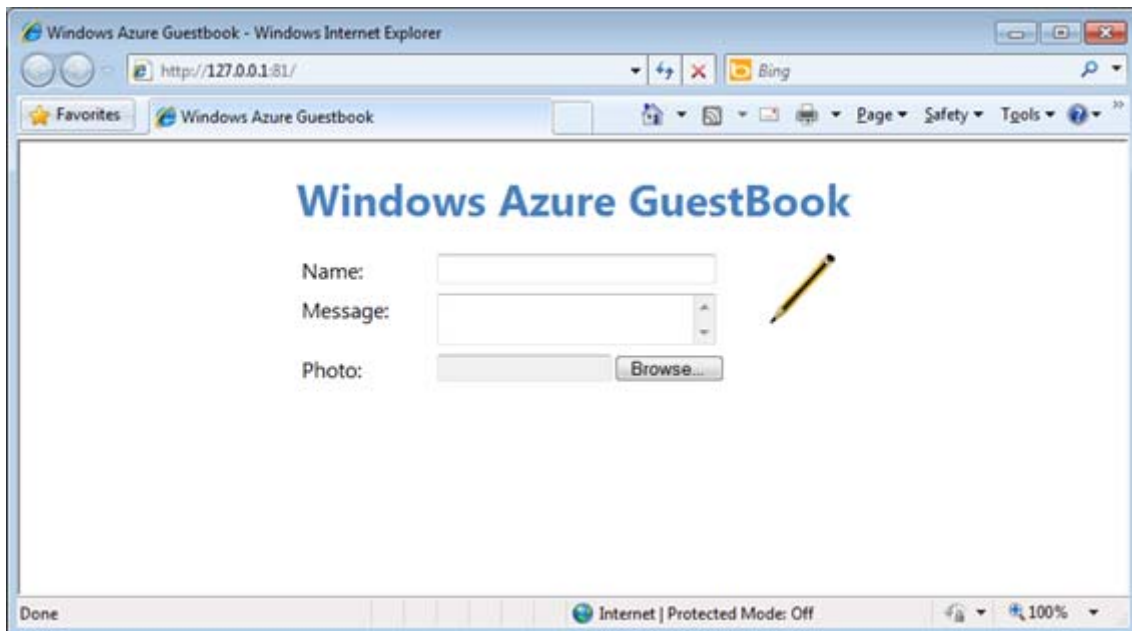 Windows Azure Guestbook - Windows Internet Explorer
http://127.0.0.1:81/ Bing
Favorites Windows Azure Guestbook Page Safety Tools
Windows Azure GuestBook
Name:
Message:
Photo: Browse...
Done Internet | Protected Mode: Off 100%